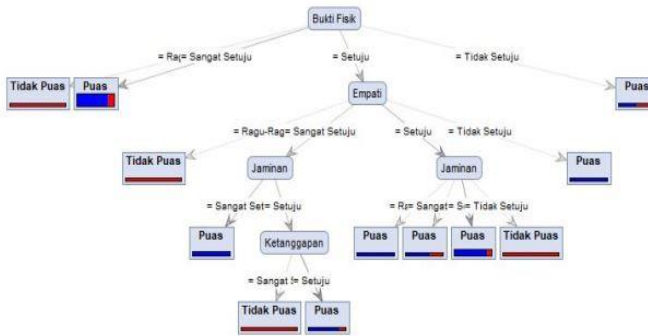 Bukti Fisik
= Sangat Setuju
= Setuju
= Tidak Setuju
Tidak Puas
Puas
Empati
Puas
= Ragu-Rag= Sangat Setuju
= Setuju
= Tidak Setuju
Tidak Puas
Jaminan
Jaminan
Puas
= Sangat Set= Setuju
= Sangat = S= Tidak Setuju
Puas
Ketanggapan
Puas
Puas
Puas
Tidak Puas
= Sangat = Setuju
Tidak Puas
Puas